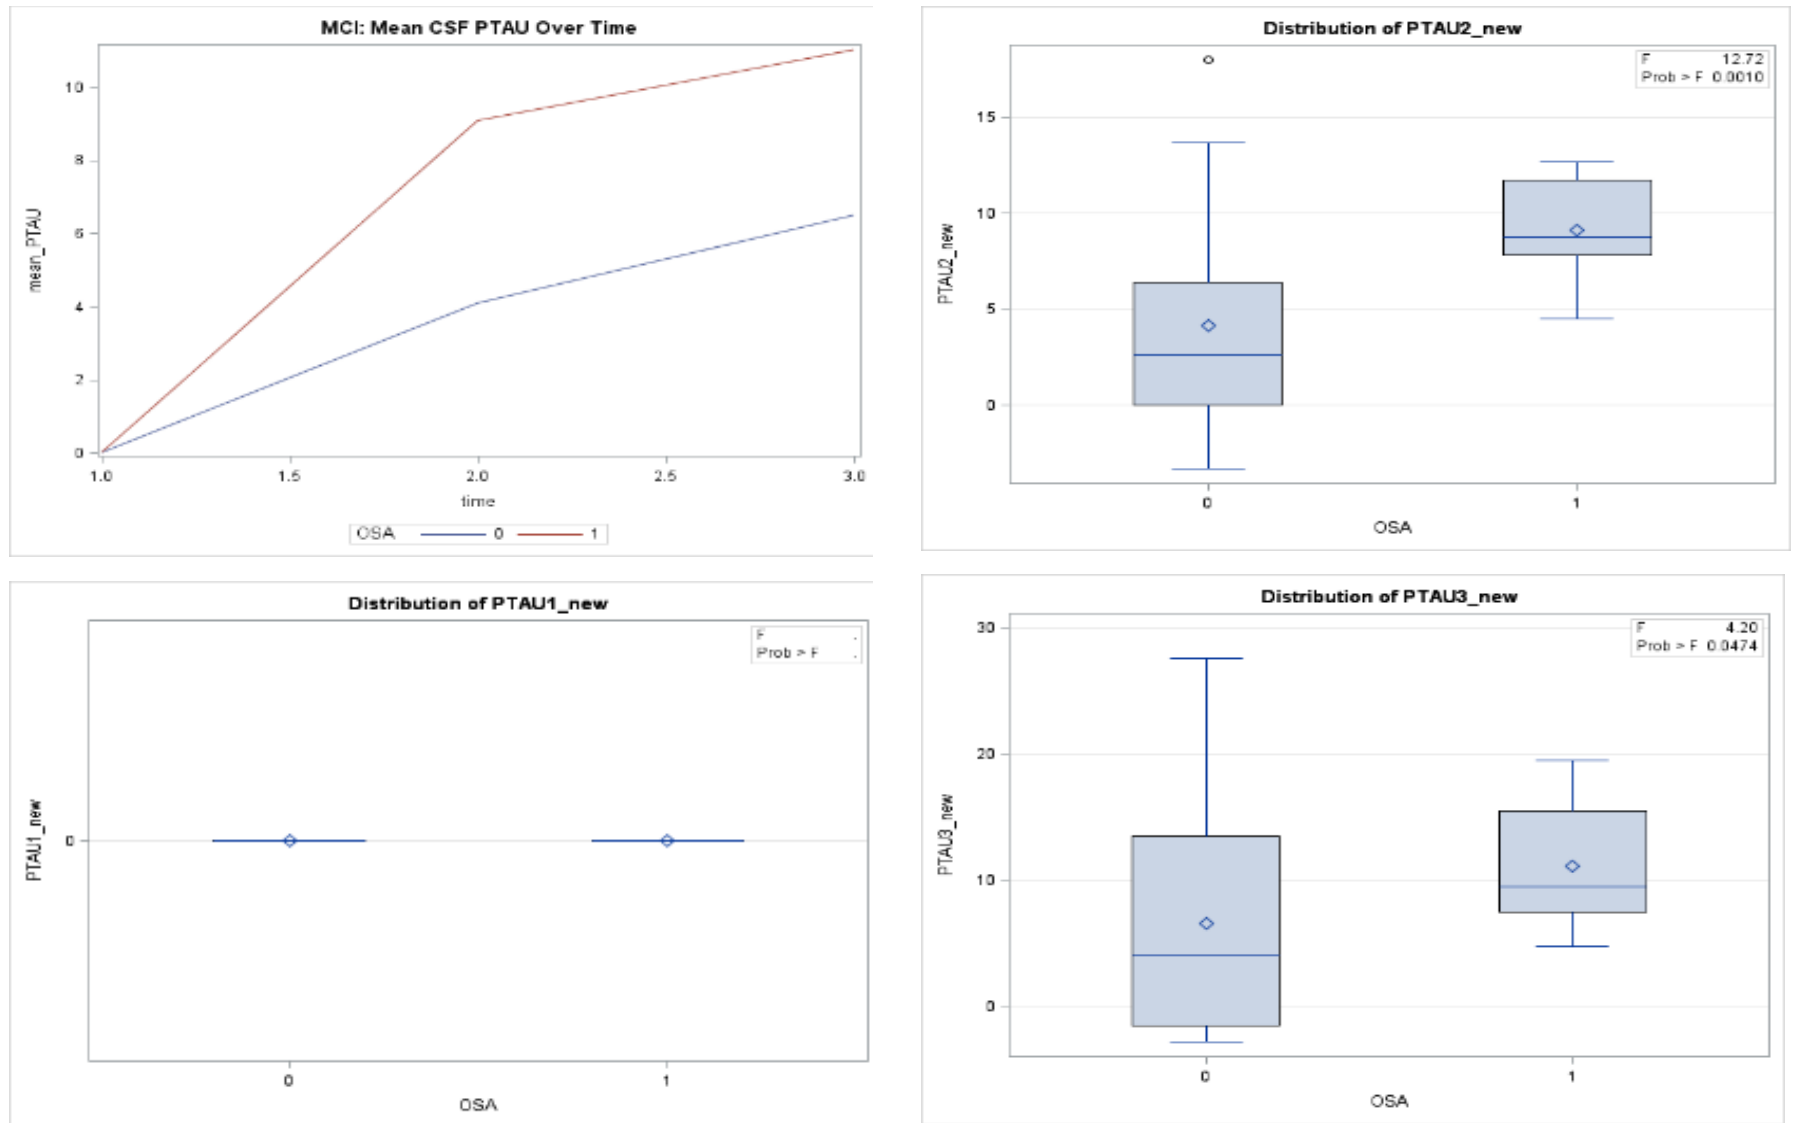 MCI: Mean CSF PTAU Over Time
mean_PTAU
10
8
6
4
2
0
1.0 1.5 2.0 2.5 3.0
time
OSA 0 1
Distribution of PTAU2_new
F 12.72
Prob > F 0.0010
PTAU2_new
15
10
5
0
0 1
OSA
Distribution of PTAU1_new
F .
Prob > F .
PTAU1_new
0
0 1
OSA
Distribution of PTAU3_new
F 4.20
Prob > F 0.0474
PTAU3_new
30
20
10
0
0 1
OSA